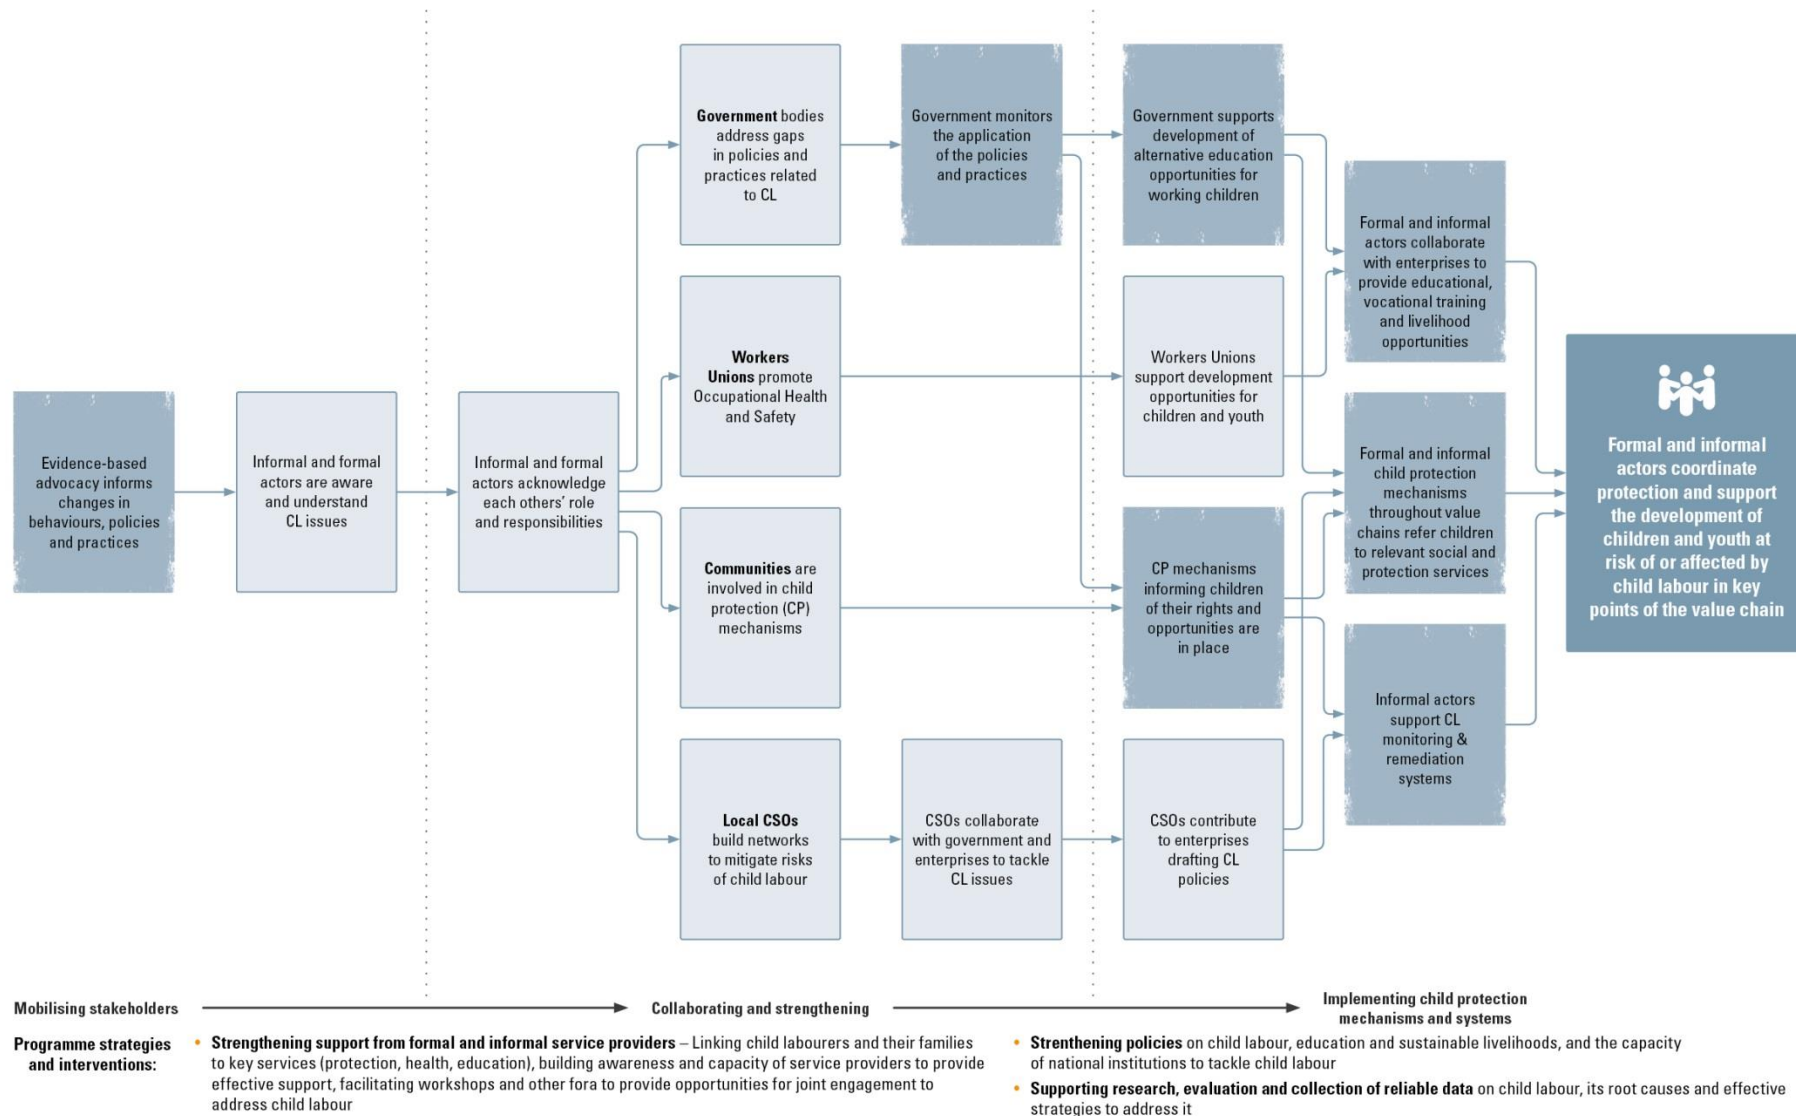 Evidence-based
advocacy informs
changes in
behaviours, policies
and practices
Informal and formal
actors are aware
and understand
CL issues
Informal and formal
actors acknowledge
each others' role
and responsibilities
Government bodies
address gaps
in policies and
practices related
to CL
Government monitors
the application
of the policies
and practices
Government supports
development of
alternative education
opportunities for
working children
Workers
Unions promote
Occupational Health
and Safety
Workers Unions
support development
opportunities for
children and youth
Communities are
involved in child
protection (CP)
mechanisms
CP mechanisms
informing children
of their rights and
opportunities are
in place
Local CSOs
build networks
to mitigate risks
of child labour
CSOs collaborate
with government and
enterprises to tackle
CL issues
CSOs contribute
to enterprises
drafting CL
policies
Formal and informal
actors collaborate
with enterprises to
provide educational,
vocational training
and livelihood
opportunities
Formal and informal
child protection
mechanisms
throughout value
chains refer children
to relevant social and
protection services
Informal actors
support CL
monitoring &
remediation
systems
Formal and informal
actors coordinate
protection and support
the development of
children and youth at
risk of or affected by
child labour in key
points of the value chain
Mobilising stakeholders
Collaborating and strengthening
Implementing child protection
mechanisms and systems
Programme strategies
and interventions:
• Strengthening support from formal and informal service providers – Linking child labourers and their families
to key services (protection, health, education), building awareness and capacity of service providers to provide
effective support, facilitating workshops and other fora to provide opportunities for joint engagement to
address child labour
• Strenthening policies on child labour, education and sustainable livelihoods, and the capacity
of national institutions to tackle child labour
• Supporting research, evaluation and collection of reliable data on child labour, its root causes and effective
strategies to address it